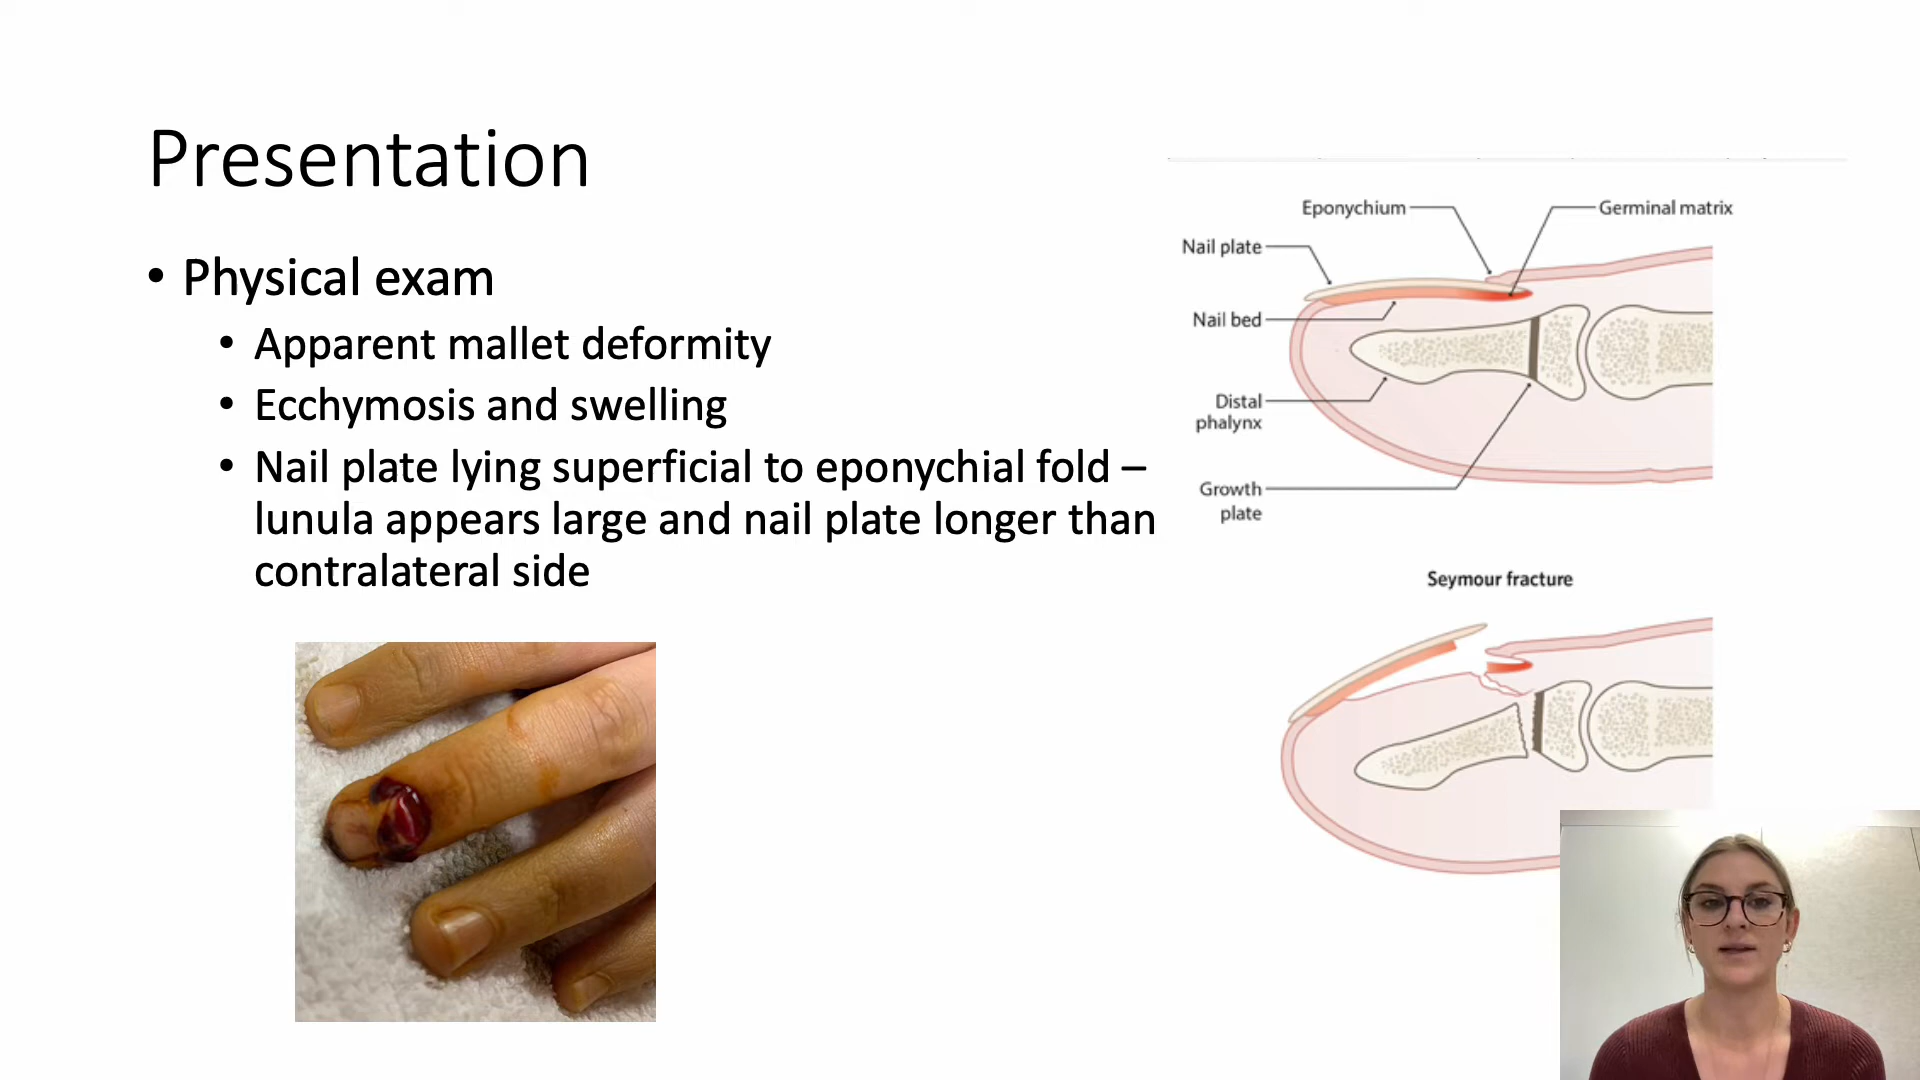 Presentation
• Physical exam
• Apparent mallet deformity
• Ecchymosis and swelling
• Nail plate lying superficial to eponychial fold –
lunula appears large and nail plate longer than
contralateral side
Eponychium
Germinal matrix
Nail plate
Nail bed
Distal
phalynx
Growth
plate
Seymour fracture